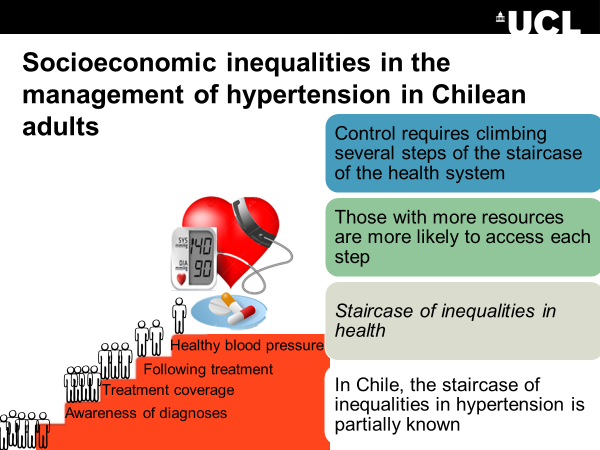 UCL
Socioeconomic inequalities in the
management of hypertension in Chilean
adults
Control requires climbing
several steps of the staircase
of the health system
Those with more resources
are more likely to access each
step
Staircase of inequalities in
health
In Chile, the staircase of
inequalities in hypertension is
partially known
SYS
mmHg
140
DIA
mmHg
90
Healthy blood pressure
Following treatment
Treatment coverage
Awareness of diagnoses